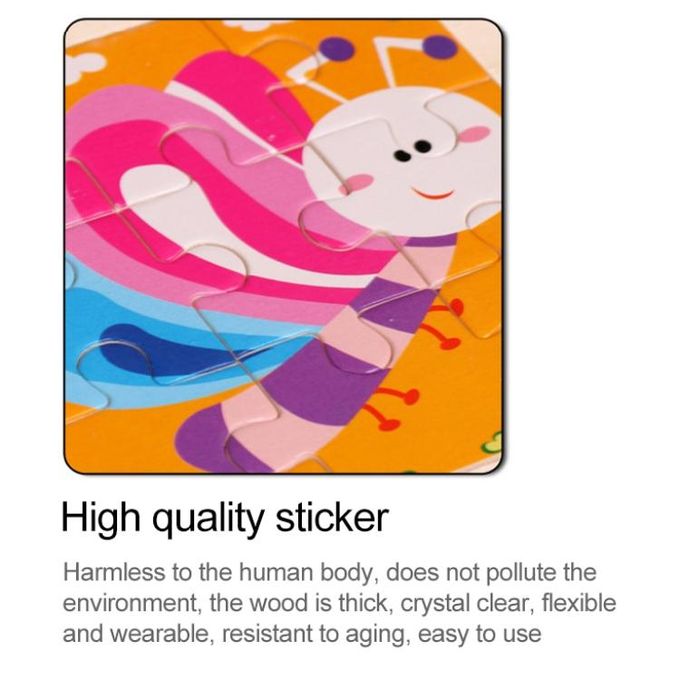 High quality sticker
Harmless to the human body, does not pollute the
environment, the wood is thick, crystal clear, flexible
and wearable, resistant to aging, easy to use